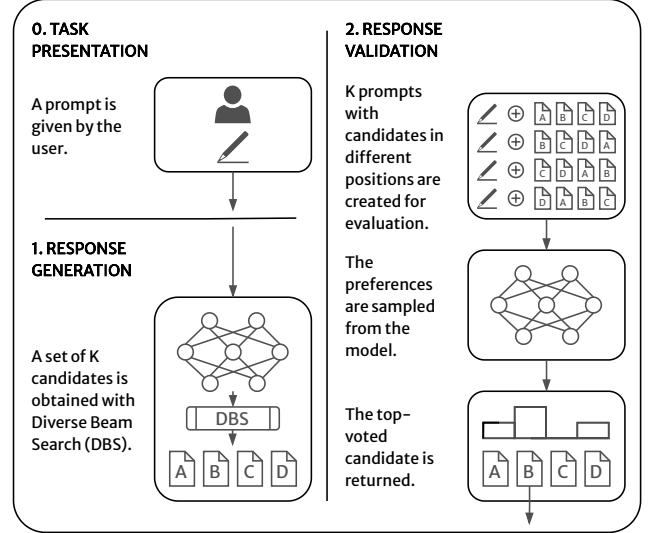 0. TASK
PRESENTATION
A prompt is
given by the
user.
1. RESPONSE
GENERATION
A set of K
candidates is
obtained with
Diverse Beam
Search (DBS).
DBS
A B C D
2. RESPONSE
VALIDATION
K prompts
with
candidates in
different
positions are
created for
evaluation.
A B C D
B C D A
C D A B
D A B C
The
preferences
are sampled
from the
model.
The top-
voted
candidate is
returned.
A B C D